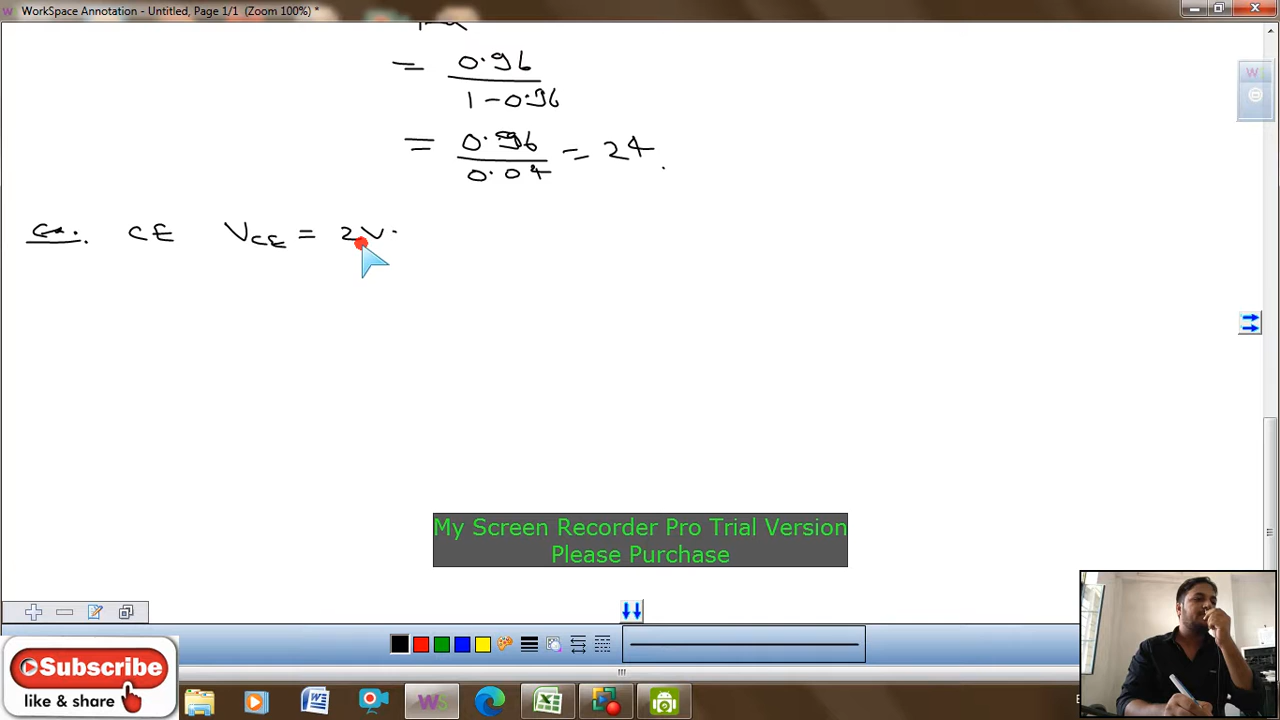 WorkSpace Annotation - Untitled, Page 1/1 (Zoom 100%) *
= 0.96
1 - 0.96
= 0.96 = 24
0.04
Ex. CE VCE = 2V.
My Screen Recorder Pro Trial Version
Please Purchase
Subscribe
like & share